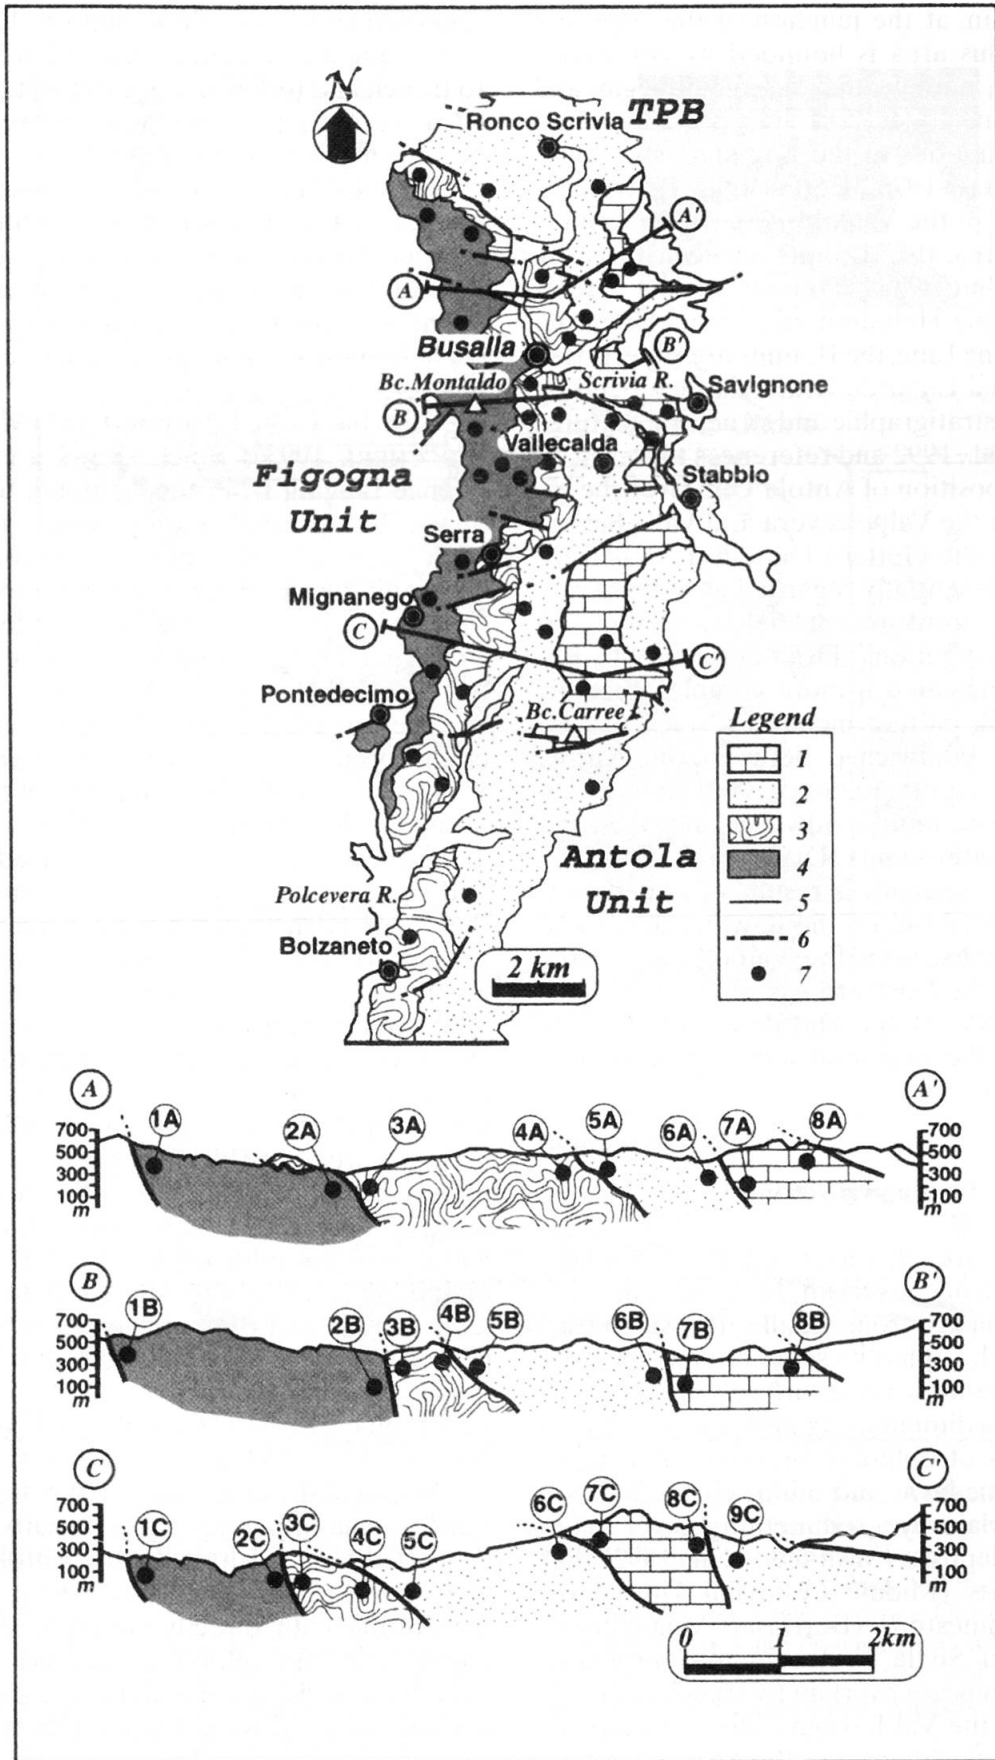 N
TPB
Ronco Scrivia
A'
A
Busalla
B'
Bc.Montaldo
Scrivia R.
Savignone
B
Vallecalda
Figogna
Unit
Stabbio
Serra
Mignanego
C
C'
Pontedecimo
Bc.Carree
Legend
1
2
3
4
5
6
7
Antola
Unit
Polcevera R.
Bolzaneto
2 km
A
A'
700
500
300
100
m
1A
2A
3A
4A
5A
6A
7A
8A
700
500
300
100
m
B
B'
700
500
300
100
m
1B
2B
3B
4B
5B
6B
7B
8B
700
500
300
100
m
C
C'
700
500
300
100
m
1C
2C
3C
4C
5C
6C
7C
8C
9C
700
500
300
100
m
0 1 2km